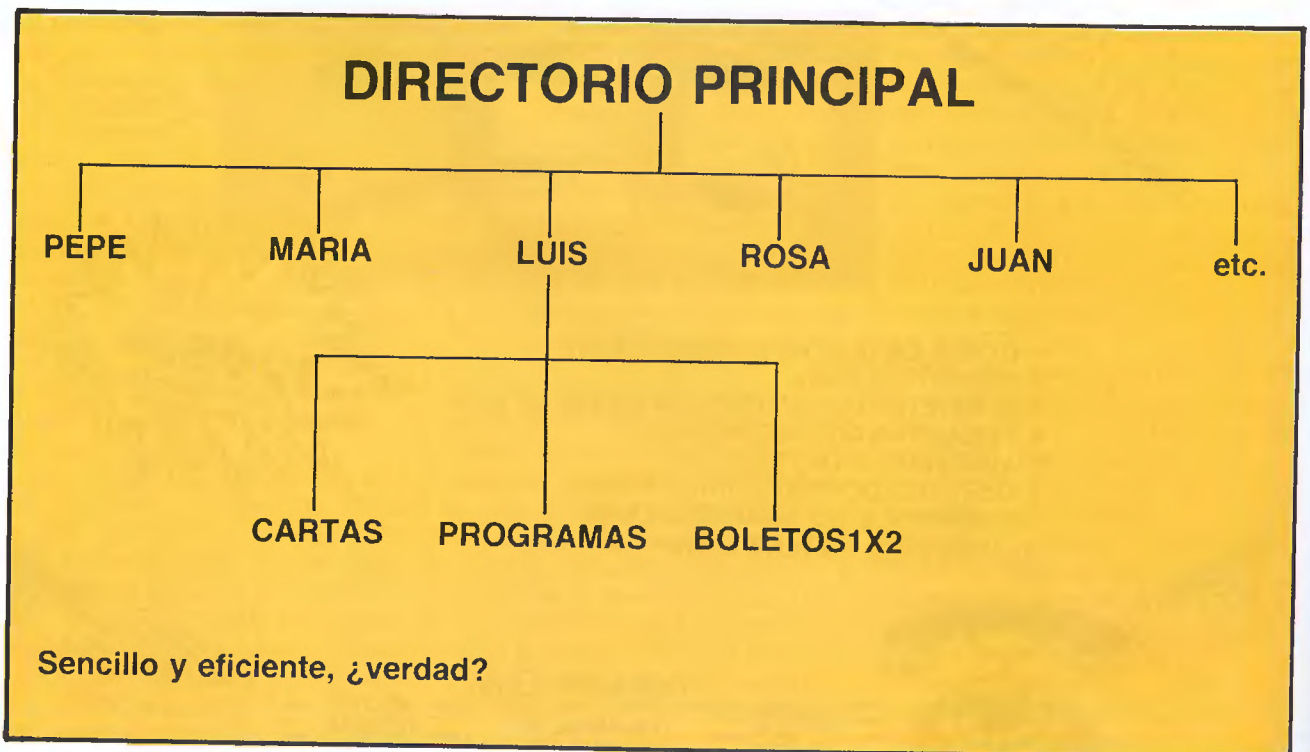 DIRECTORIO PRINCIPAL
PEPE MARIA LUIS ROSA JUAN etc.
CARTAS PROGRAMAS BOLETOS1X2
Sencillo y eficiente, ¿verdad?